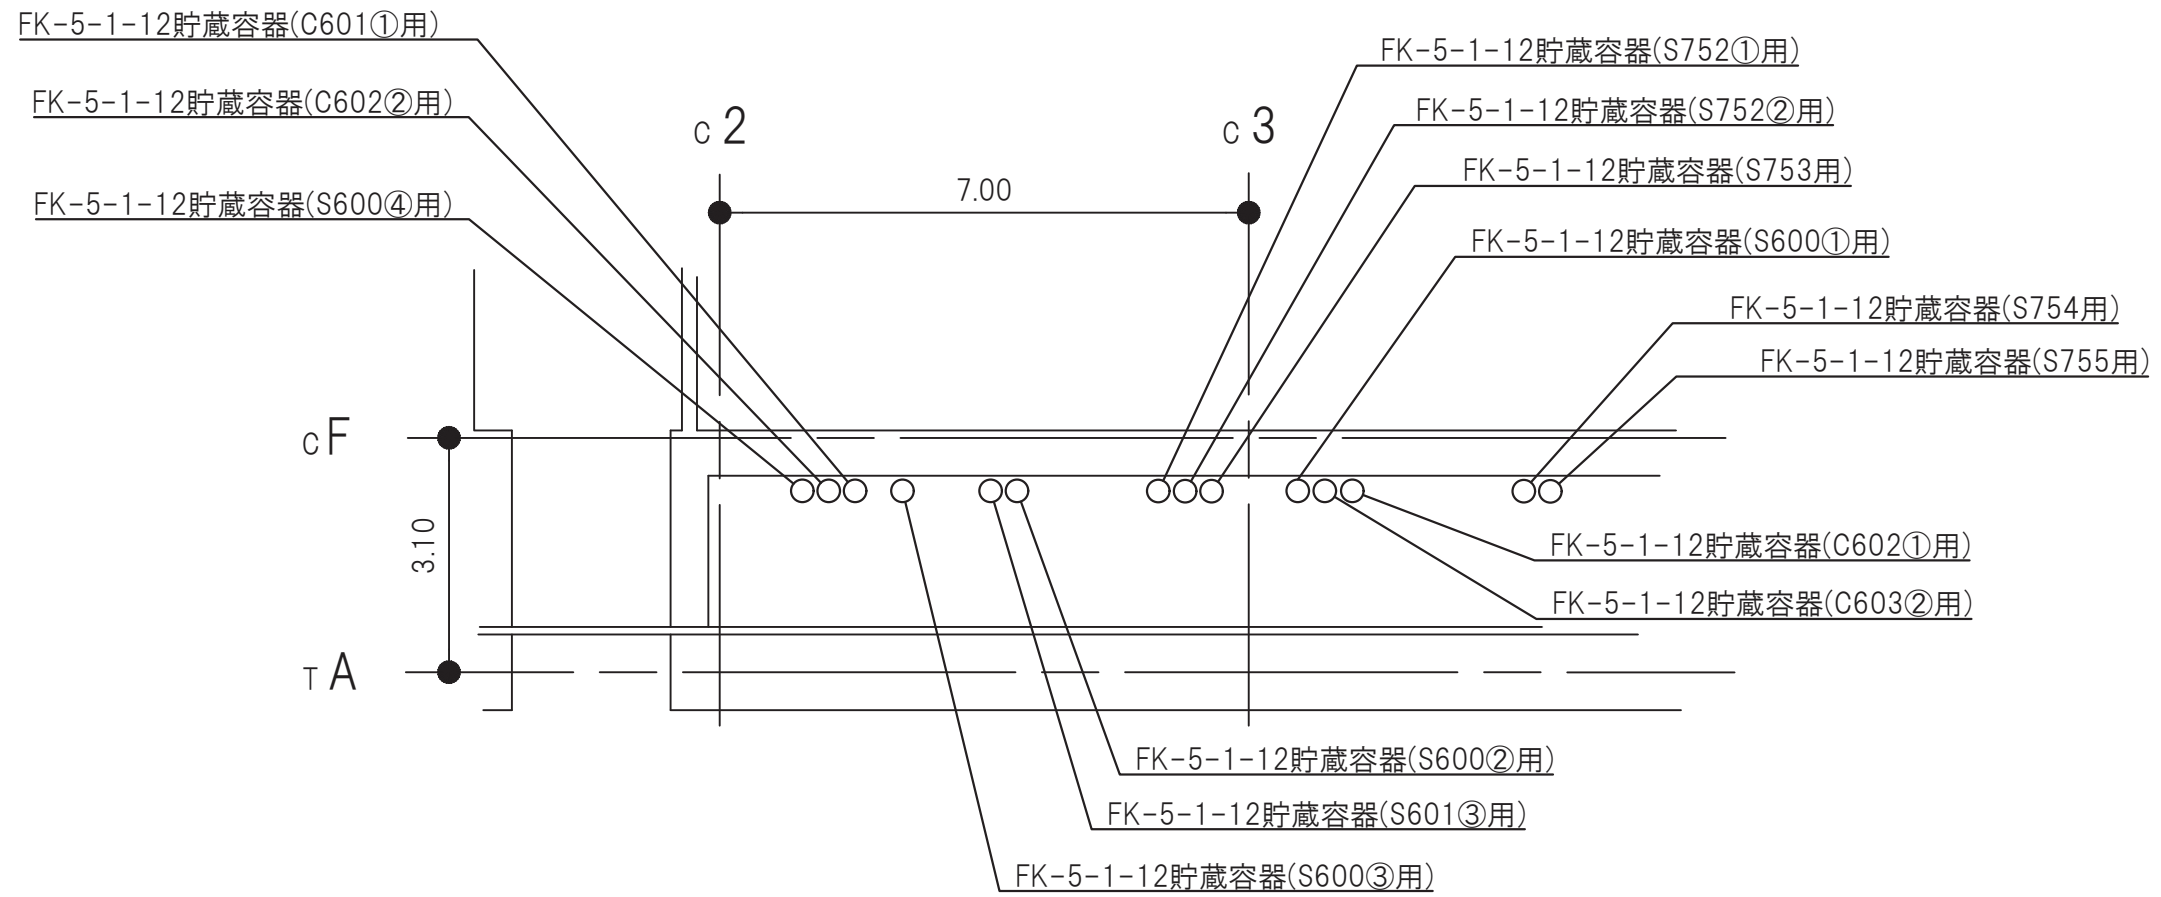 FK-5-1-12貯蔵容器(C601①用)
FK-5-1-12貯蔵容器(C602②用)
FK-5-1-12貯蔵容器(S600④用)
FK-5-1-12貯蔵容器(S752①用)
FK-5-1-12貯蔵容器(S752②用)
FK-5-1-12貯蔵容器(S753用)
FK-5-1-12貯蔵容器(S600①用)
FK-5-1-12貯蔵容器(S754用)
FK-5-1-12貯蔵容器(S755用)
C 2
C 3
7.00
C F
3.10
T A
FK-5-1-12貯蔵容器(C602①用)
FK-5-1-12貯蔵容器(C603②用)
FK-5-1-12貯蔵容器(S600②用)
FK-5-1-12貯蔵容器(S601③用)
FK-5-1-12貯蔵容器(S600③用)